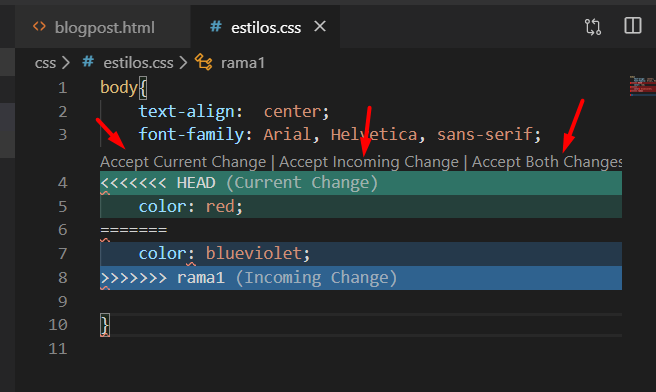 <> blogpost.html # estilos.css ×
css > # estilos.css > rama1
1 body{
2 text-align:  center;
3 font-family: Arial, Helvetica, sans-serif;
Accept Current Change | Accept Incoming Change | Accept Both Changes
4 <<<<<<< HEAD (Current Change)
5 color: red;
6 =======
7 color: blueviolet;
8 >>>>>>> rama1 (Incoming Change)
9
10 }
11